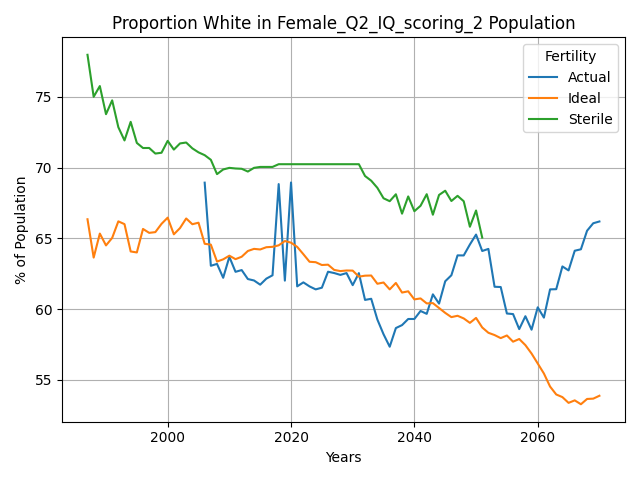 Proportion White in Female_Q2_IQ_scoring_2 Population
Fertility
Actual
Ideal
Sterile
% of Population
75
70
65
60
55
2000
2020
2040
2060
Years